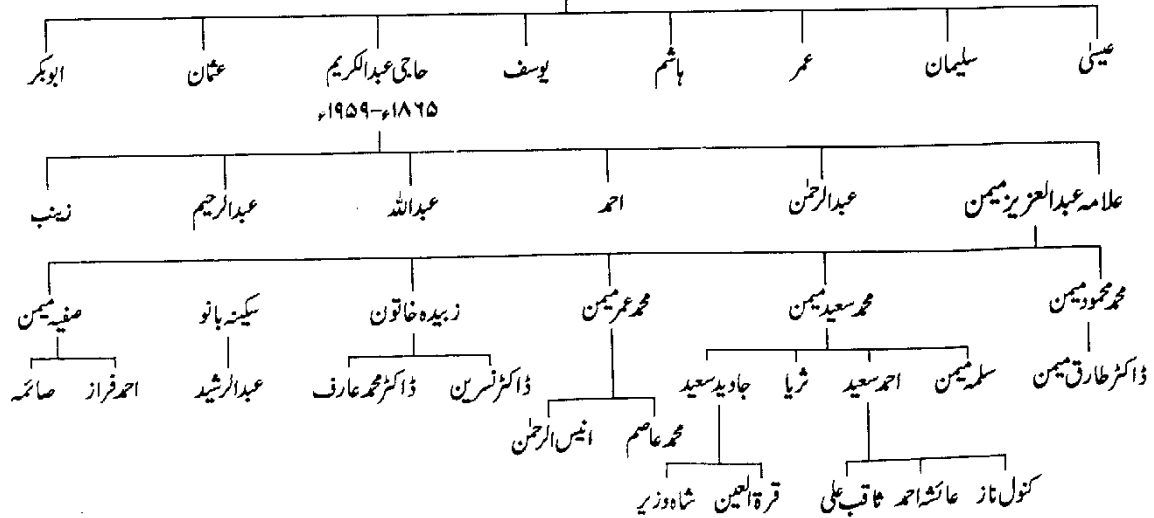 عیسیٰ سلیمان عمر ہاشم یوسف حاجی عبدالکریم عثمان ابوبکر
۱۸۶۵ء-۱۹۵۹ء
علامہ عبدالعزیز میمن عبدالرحمٰن احمد عبداللہ عبدالرحیم زینب
محمد محمود میمن محمد سعید میمن محمد عمر میمن زبیدہ خاتون سکینہ بانو صفیہ میمن
ڈاکٹر طارق میمن سلمہ میمن احمد سعید ثریا جاوید سعید ڈاکٹر نسرین ڈاکٹر محمد عارف عبدالرشید احمد فراز صائمہ
محمد عاصم انیس الرحمٰن
کنول ناز عائشہ احمد ثاقب علی قرۃ العین شاہ وزیر